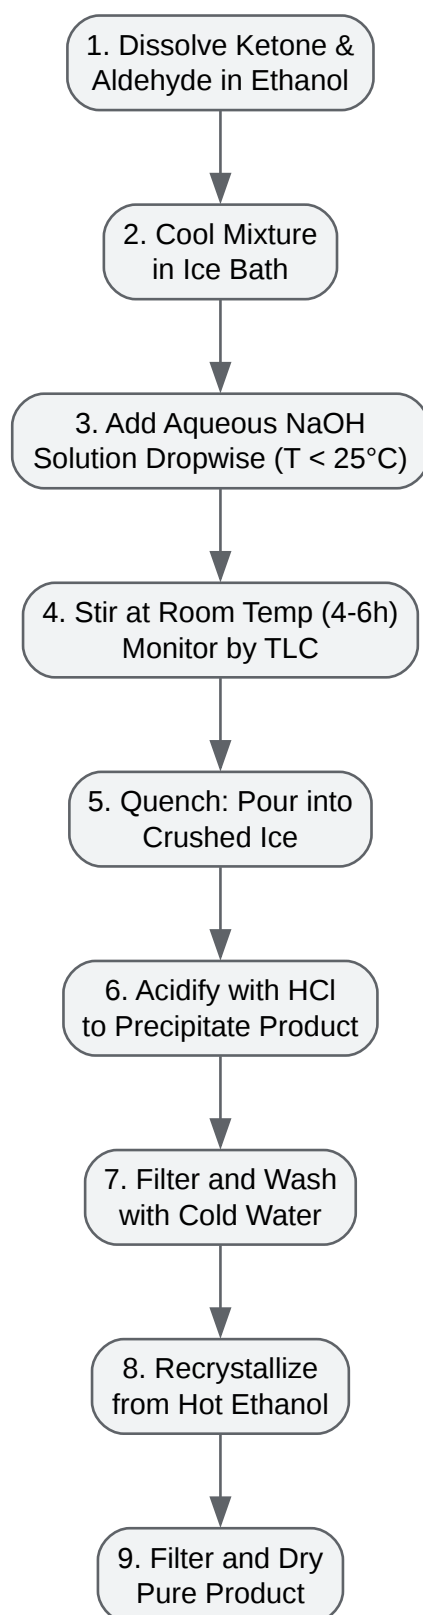 1. Dissolve Ketone &
Aldehyde in Ethanol
2. Cool Mixture
in Ice Bath
3. Add Aqueous NaOH
Solution Dropwise (T < 25°C)
4. Stir at Room Temp (4-6h)
Monitor by TLC
5. Quench: Pour into
Crushed Ice
6. Acidify with HCl
to Precipitate Product
7. Filter and Wash
with Cold Water
8. Recrystallize
from Hot Ethanol
9. Filter and Dry
Pure Product